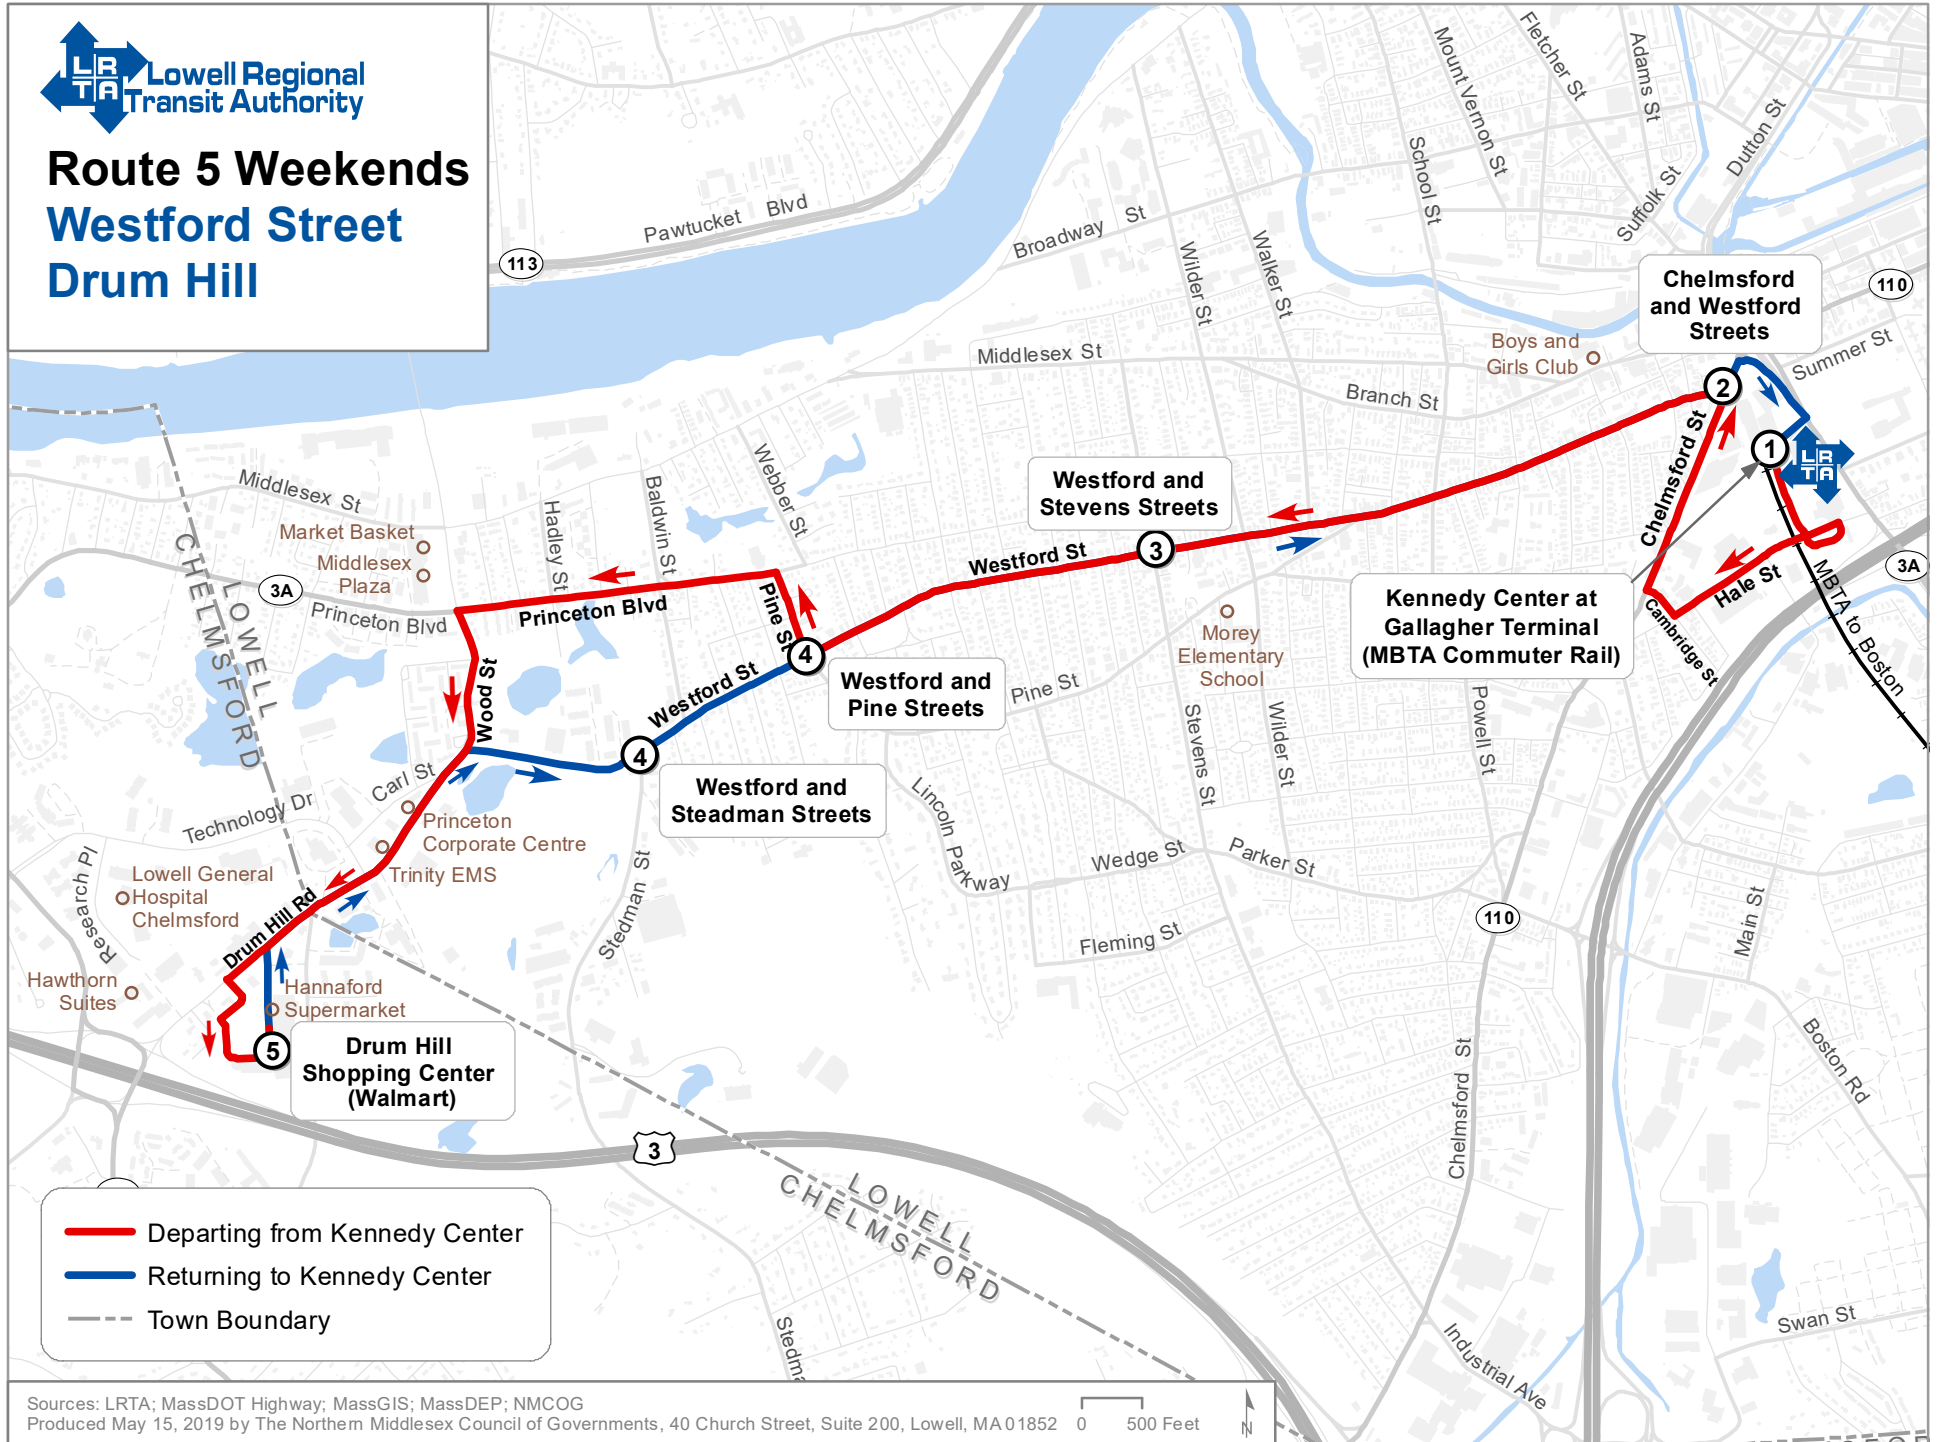 LR
TA
Lowell Regional
Transit Authority
Route 5 Weekends
Westford Street
Drum Hill
Pawtucket Blvd
113
Broadway St
Wilder St
Walker St
School St
Mount Vernon St
Fletcher St
Adams St
Dutton St
Suffolk St
110
Summer St
Chelmsford
and Westford
Streets
Boys and
Girls Club
Middlesex St
Branch St
2
1
LR
TA
Chelmsford St
Westford and
Stevens Streets
3
Westford St
Webber St
Baldwin St
Hadley St
Middlesex St
Market Basket
Middlesex
Plaza
3A
Princeton Blvd
Princeton Blvd
Pine St
CHELMSFORD
LOWELL
3A
Hale St
Cambridge St
MBTA to Boston
Kennedy Center at
Gallagher Terminal
(MBTA Commuter Rail)
Morey
Elementary
School
4
Westford and
Pine Streets
Pine St
Westford St
Wood St
4
Westford and
Steadman Streets
Stevens St
Wilder St
Powell St
Carl St
Technology Dr
Princeton
Corporate Centre
Trinity EMS
Lincoln Parkway
Wedge St
Parker St
Research Pl
Lowell General
Hospital
Chelmsford
Drum Hill Rd
Stedman St
Fleming St
110
Main St
Hawthorn
Suites
Hannaford
Supermarket
5
Drum Hill
Shopping Center
(Walmart)
3
Chelmsford St
Boston Rd
LOWELL
CHELMSFORD
Departing from Kennedy Center
Returning to Kennedy Center
Town Boundary
Stedma
Industrial Ave
Swan St
Sources: LRTA; MassDOT Highway; MassGIS; MassDEP; NMCOG
Produced May 15, 2019 by The Northern Middlesex Council of Governments, 40 Church Street, Suite 200, Lowell, MA 01852
0 500 Feet
N